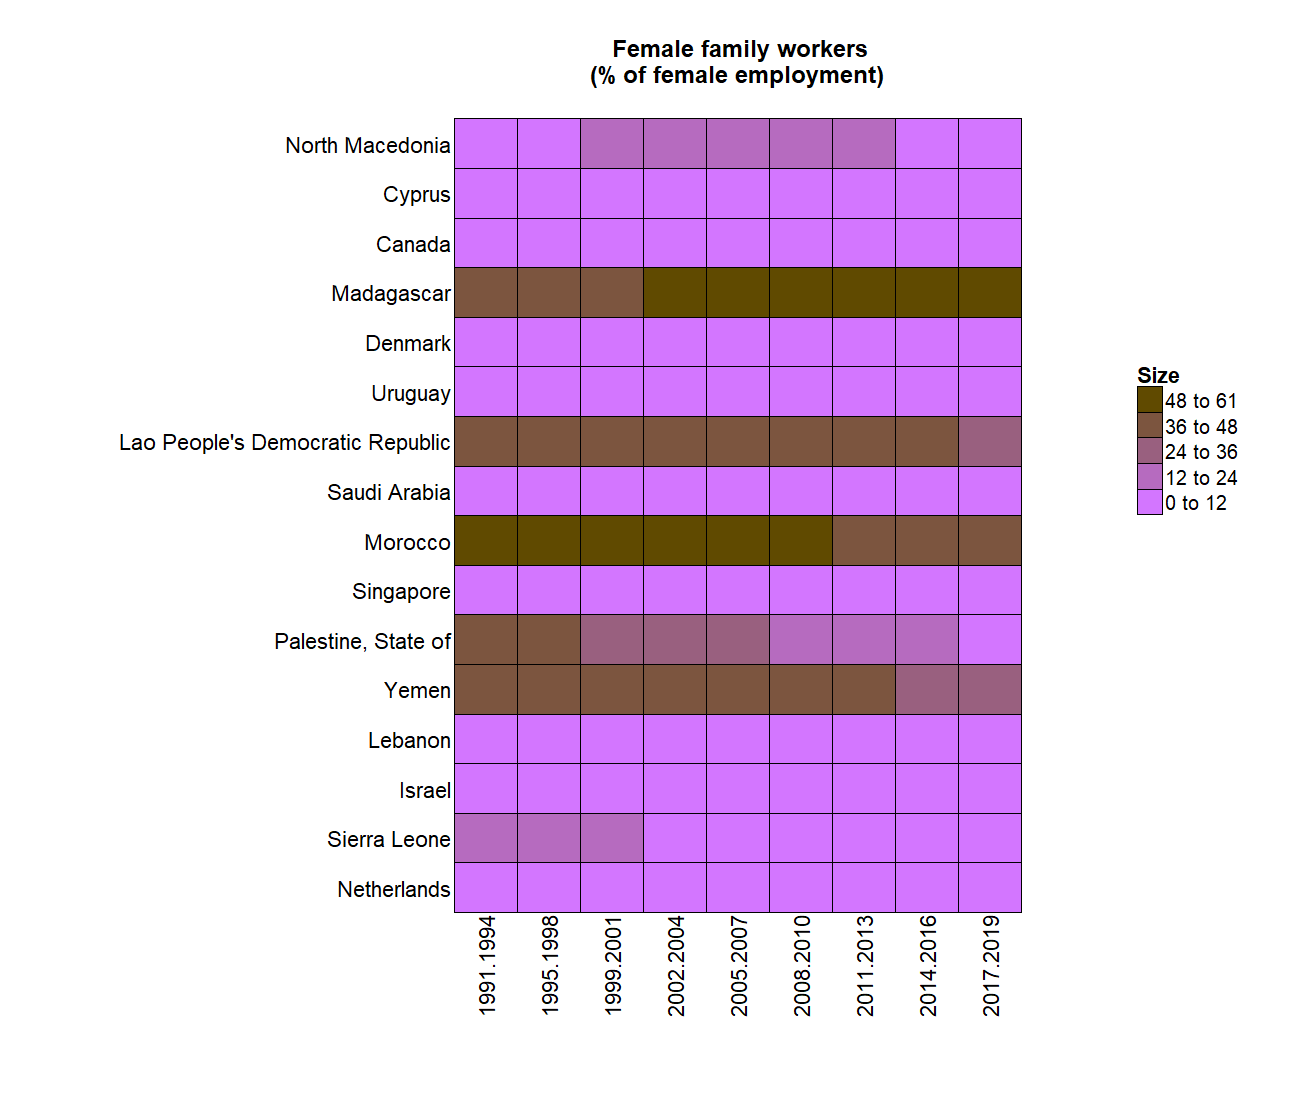 Female family workers
(% of female employment)
North Macedonia
Cyprus
Canada
Madagascar
Denmark
Uruguay
Lao People's Democratic Republic
Saudi Arabia
Morocco
Singapore
Palestine, State of
Yemen
Lebanon
Israel
Sierra Leone
Netherlands
1991.1994
1995.1998
1999.2001
2002.2004
2005.2007
2008.2010
2011.2013
2014.2016
2017.2019
Size
48 to 61
36 to 48
24 to 36
12 to 24
0 to 12